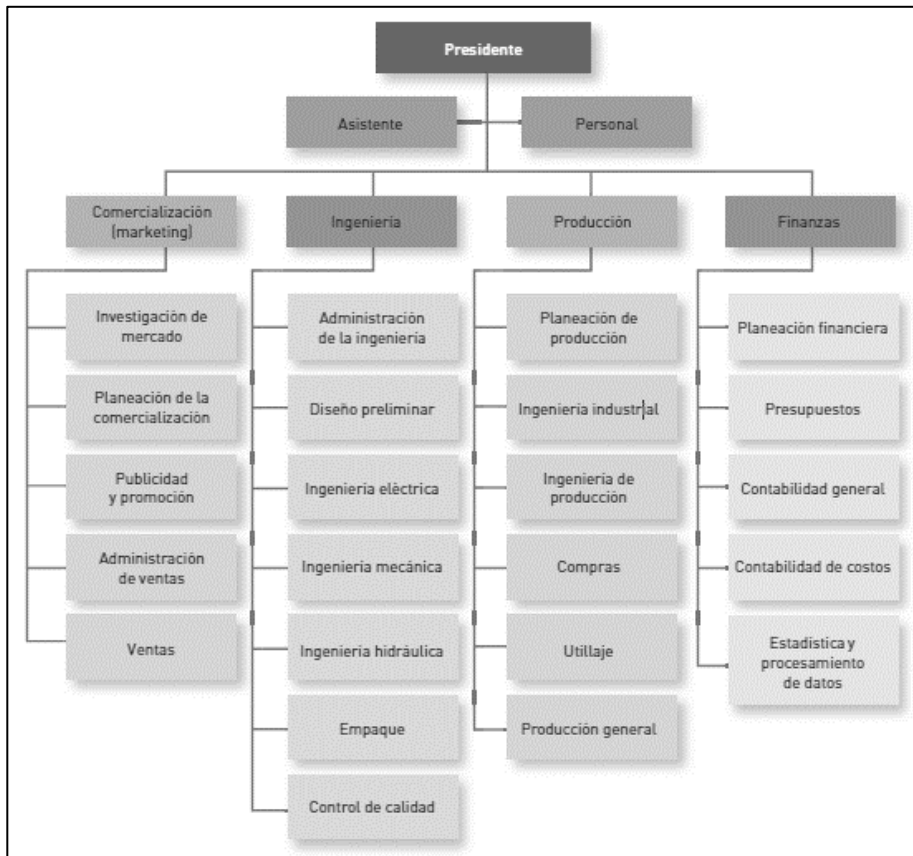 Presidente
Asistente
Personal
Comercialización
(marketing)
Ingeniería
Producción
Finanzas
Investigación de
mercado
Planeación de la
comercialización
Publicidad
y promoción
Administración
de ventas
Ventas
Administración
de la ingeniería
Diseño preliminar
Ingeniería elèctrica
Ingeniería mecánica
Ingeniería hidráulica
Empaque
Control de calidad
Planeación de
producción
Ingeniería industrial
Ingeniería de
producción
Compras
Utillaje
Producción general
Planeación financiera
Presupuestos
Contabilidad general
Contabilidad de costos
Estadística y
procesamiento
de datos